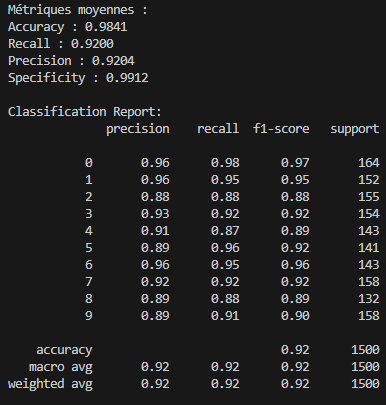 Métriques moyennes :
Accuracy : 0.9841
Recall : 0.9200
Precision : 0.9204
Specificity : 0.9912
Classification Report:
precision recall f1-score support
0 0.96 0.98 0.97 164
1 0.96 0.95 0.95 152
2 0.88 0.88 0.88 155
3 0.93 0.92 0.92 154
4 0.91 0.87 0.89 143
5 0.89 0.96 0.92 141
6 0.96 0.95 0.96 143
7 0.92 0.92 0.92 158
8 0.89 0.88 0.89 132
9 0.89 0.91 0.90 158
accuracy 0.92 1500
macro avg 0.92 0.92 0.92 1500
weighted avg 0.92 0.92 0.92 1500